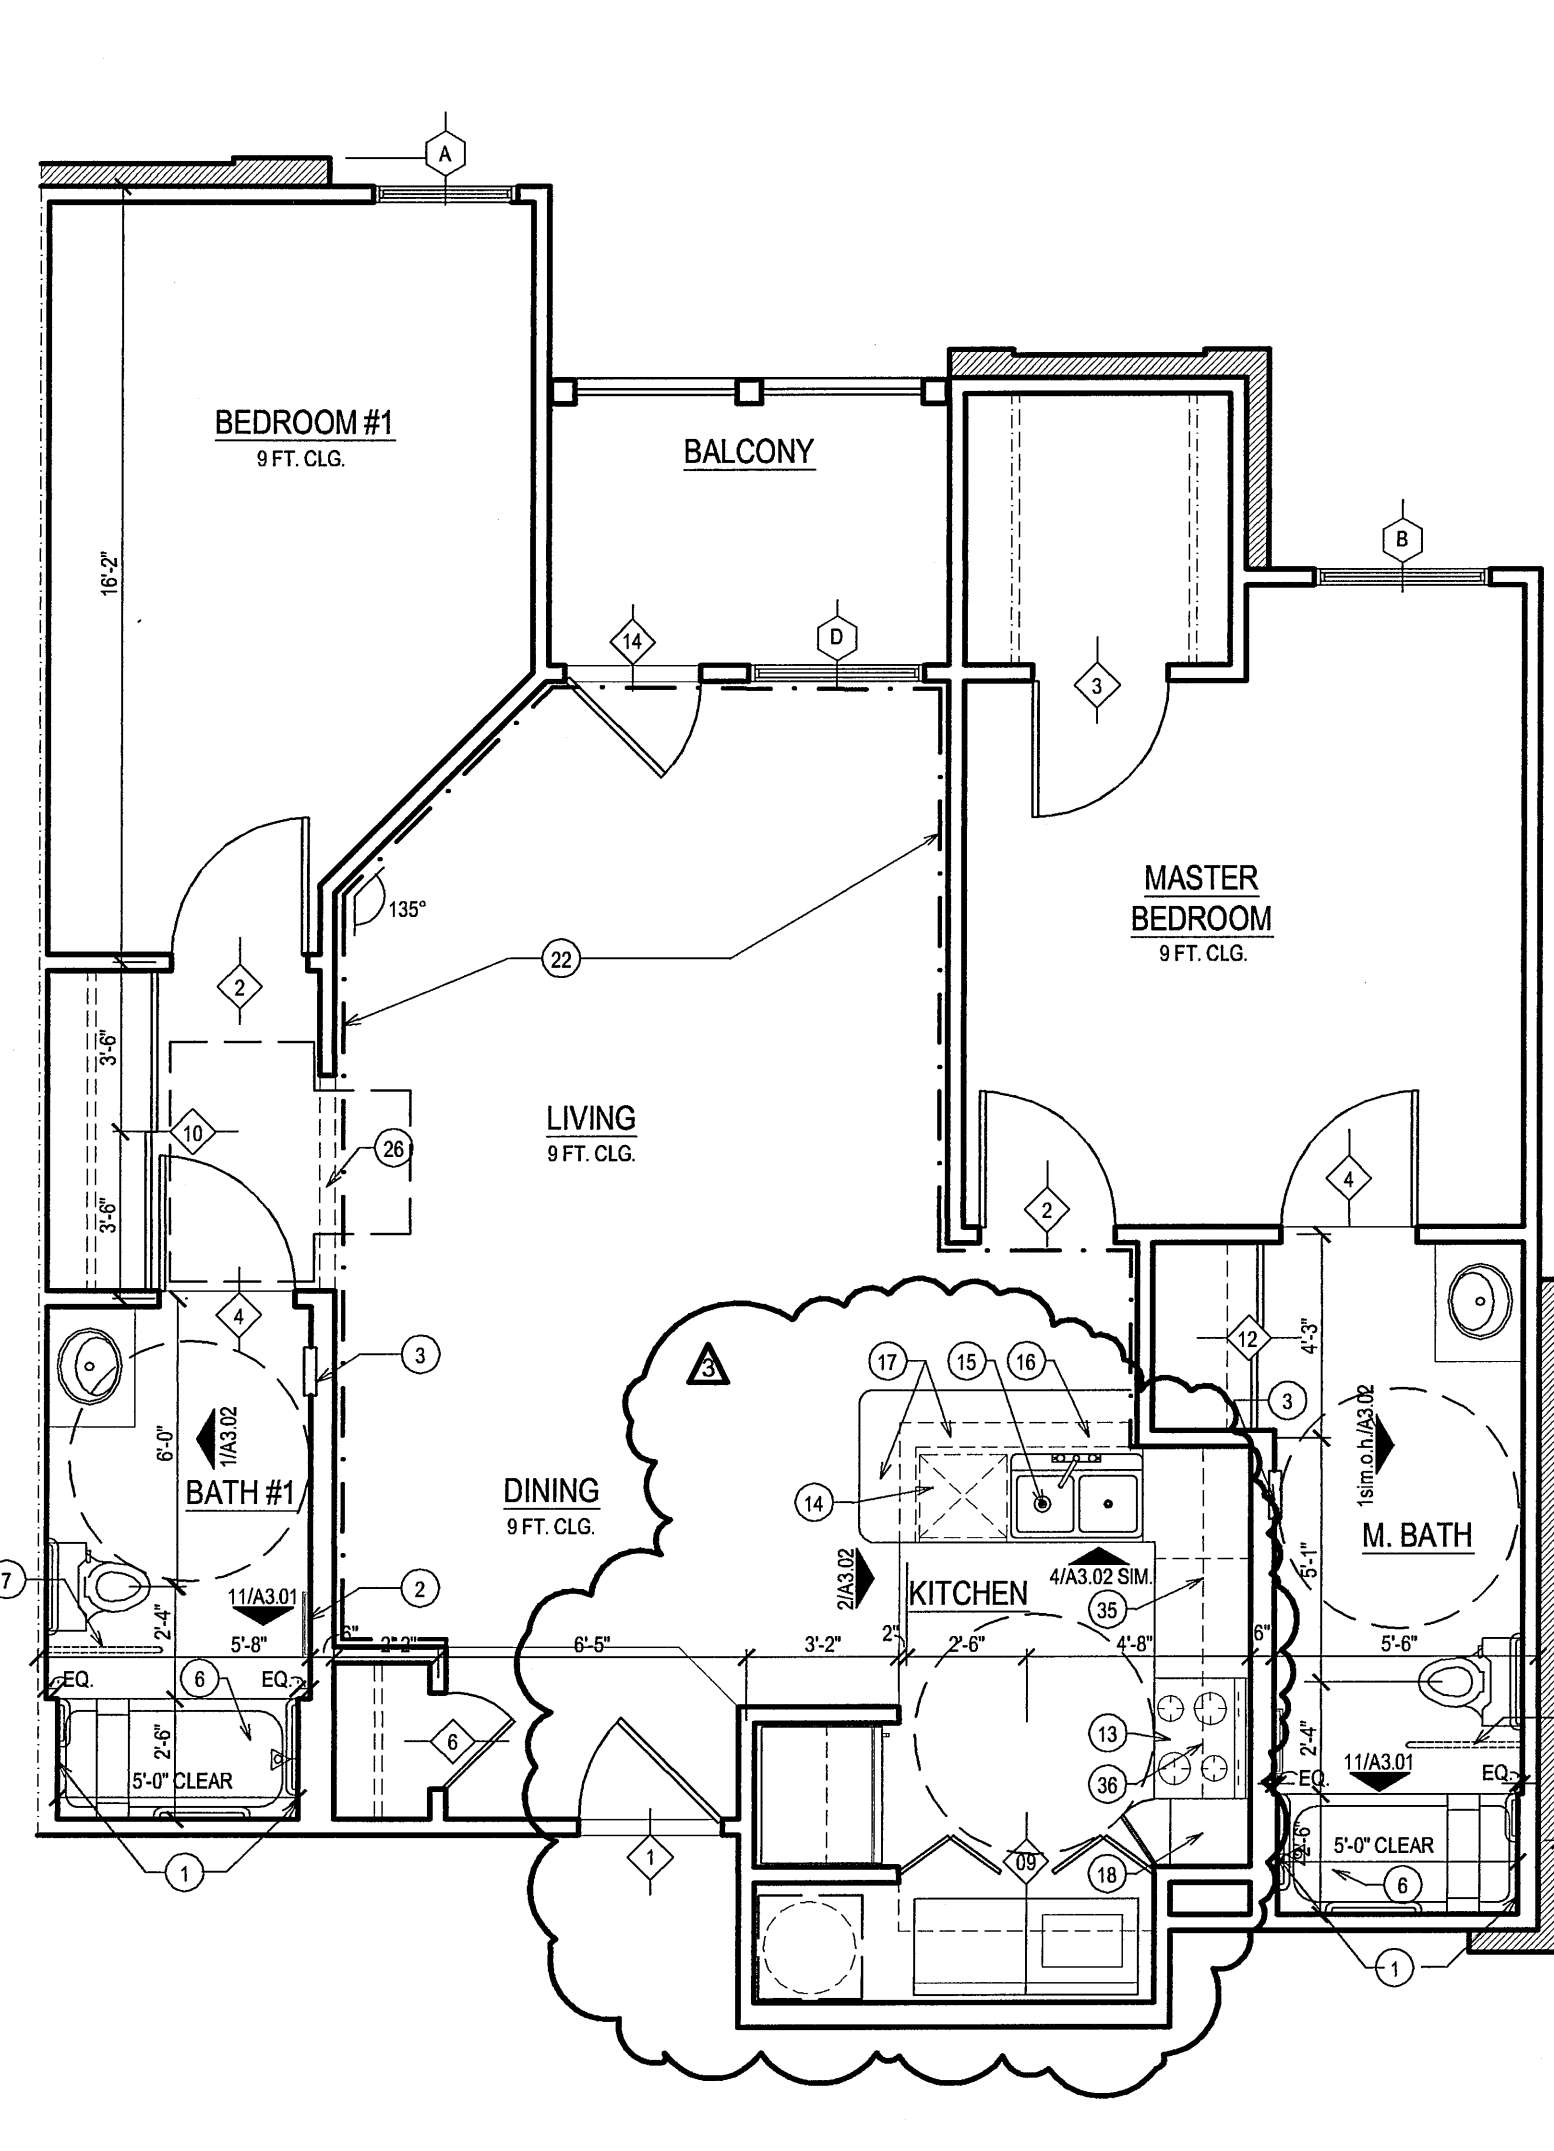 A
BEDROOM #1
9 FT. CLG.
BALCONY
16'-2"
B
14
D
3
135°
MASTER
BEDROOM
9 FT. CLG.
22
2
3'-6"
10
26
LIVING
9 FT. CLG.
3'-6"
2
4
4
12
4'-3"
3
3
17
15
16
3
1/A3.02
6'-0"
BATH #1
DINING
9 FT. CLG.
14
1sim.o.h./A3.02
M. BATH
5'-1"
7
11/A3.01
2
2'-4"
2/A3.02
KITCHEN
4/A3.02 SIM.
35
5'-8"
6"
2'-2"
6'-5"
3'-2"
2"
2'-6"
4'-8"
6"
5'-6"
EQ.
6
EQ.
2'-6"
5'-0" CLEAR
6
13
36
2'-4"
11/A3.01
EQ.
EQ.
1
1
09
18
2'-6"
5'-0" CLEAR
6
1